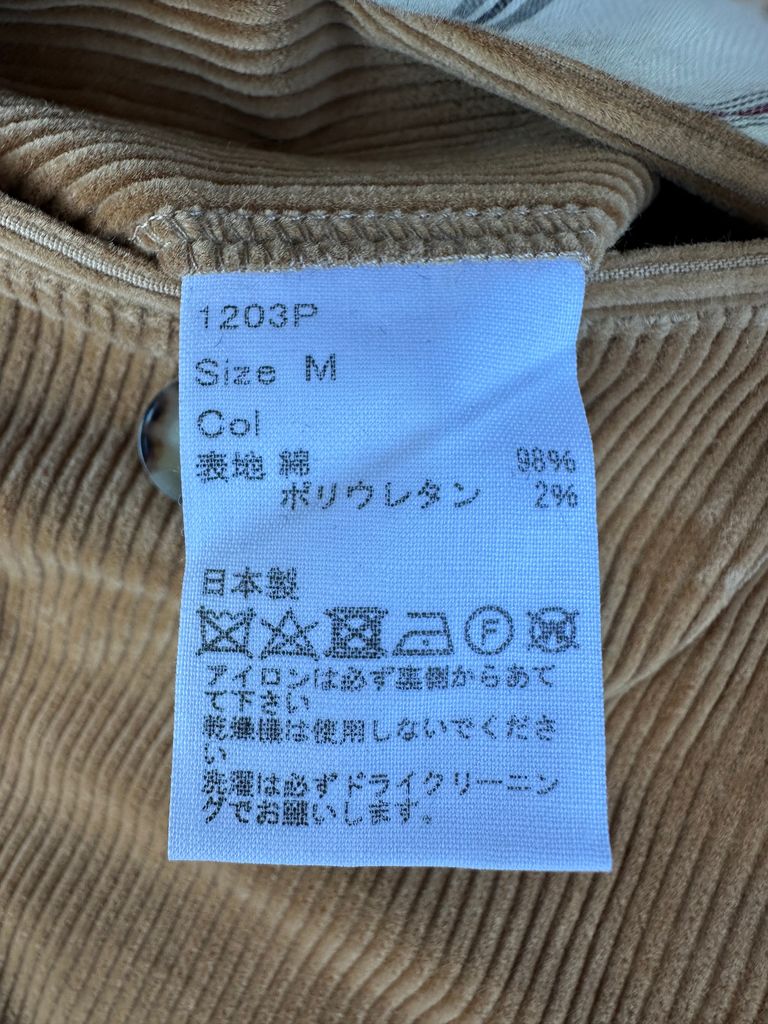 1203P
Size M
Col
表地 綿 98%
ポリウレタン 2%
日本製
F W
アイロンは必ず裏側からあて
て下さい
乾燥機は使用しないでくださ
い
洗濯は必ずドライクリーニン
グでお願いします。